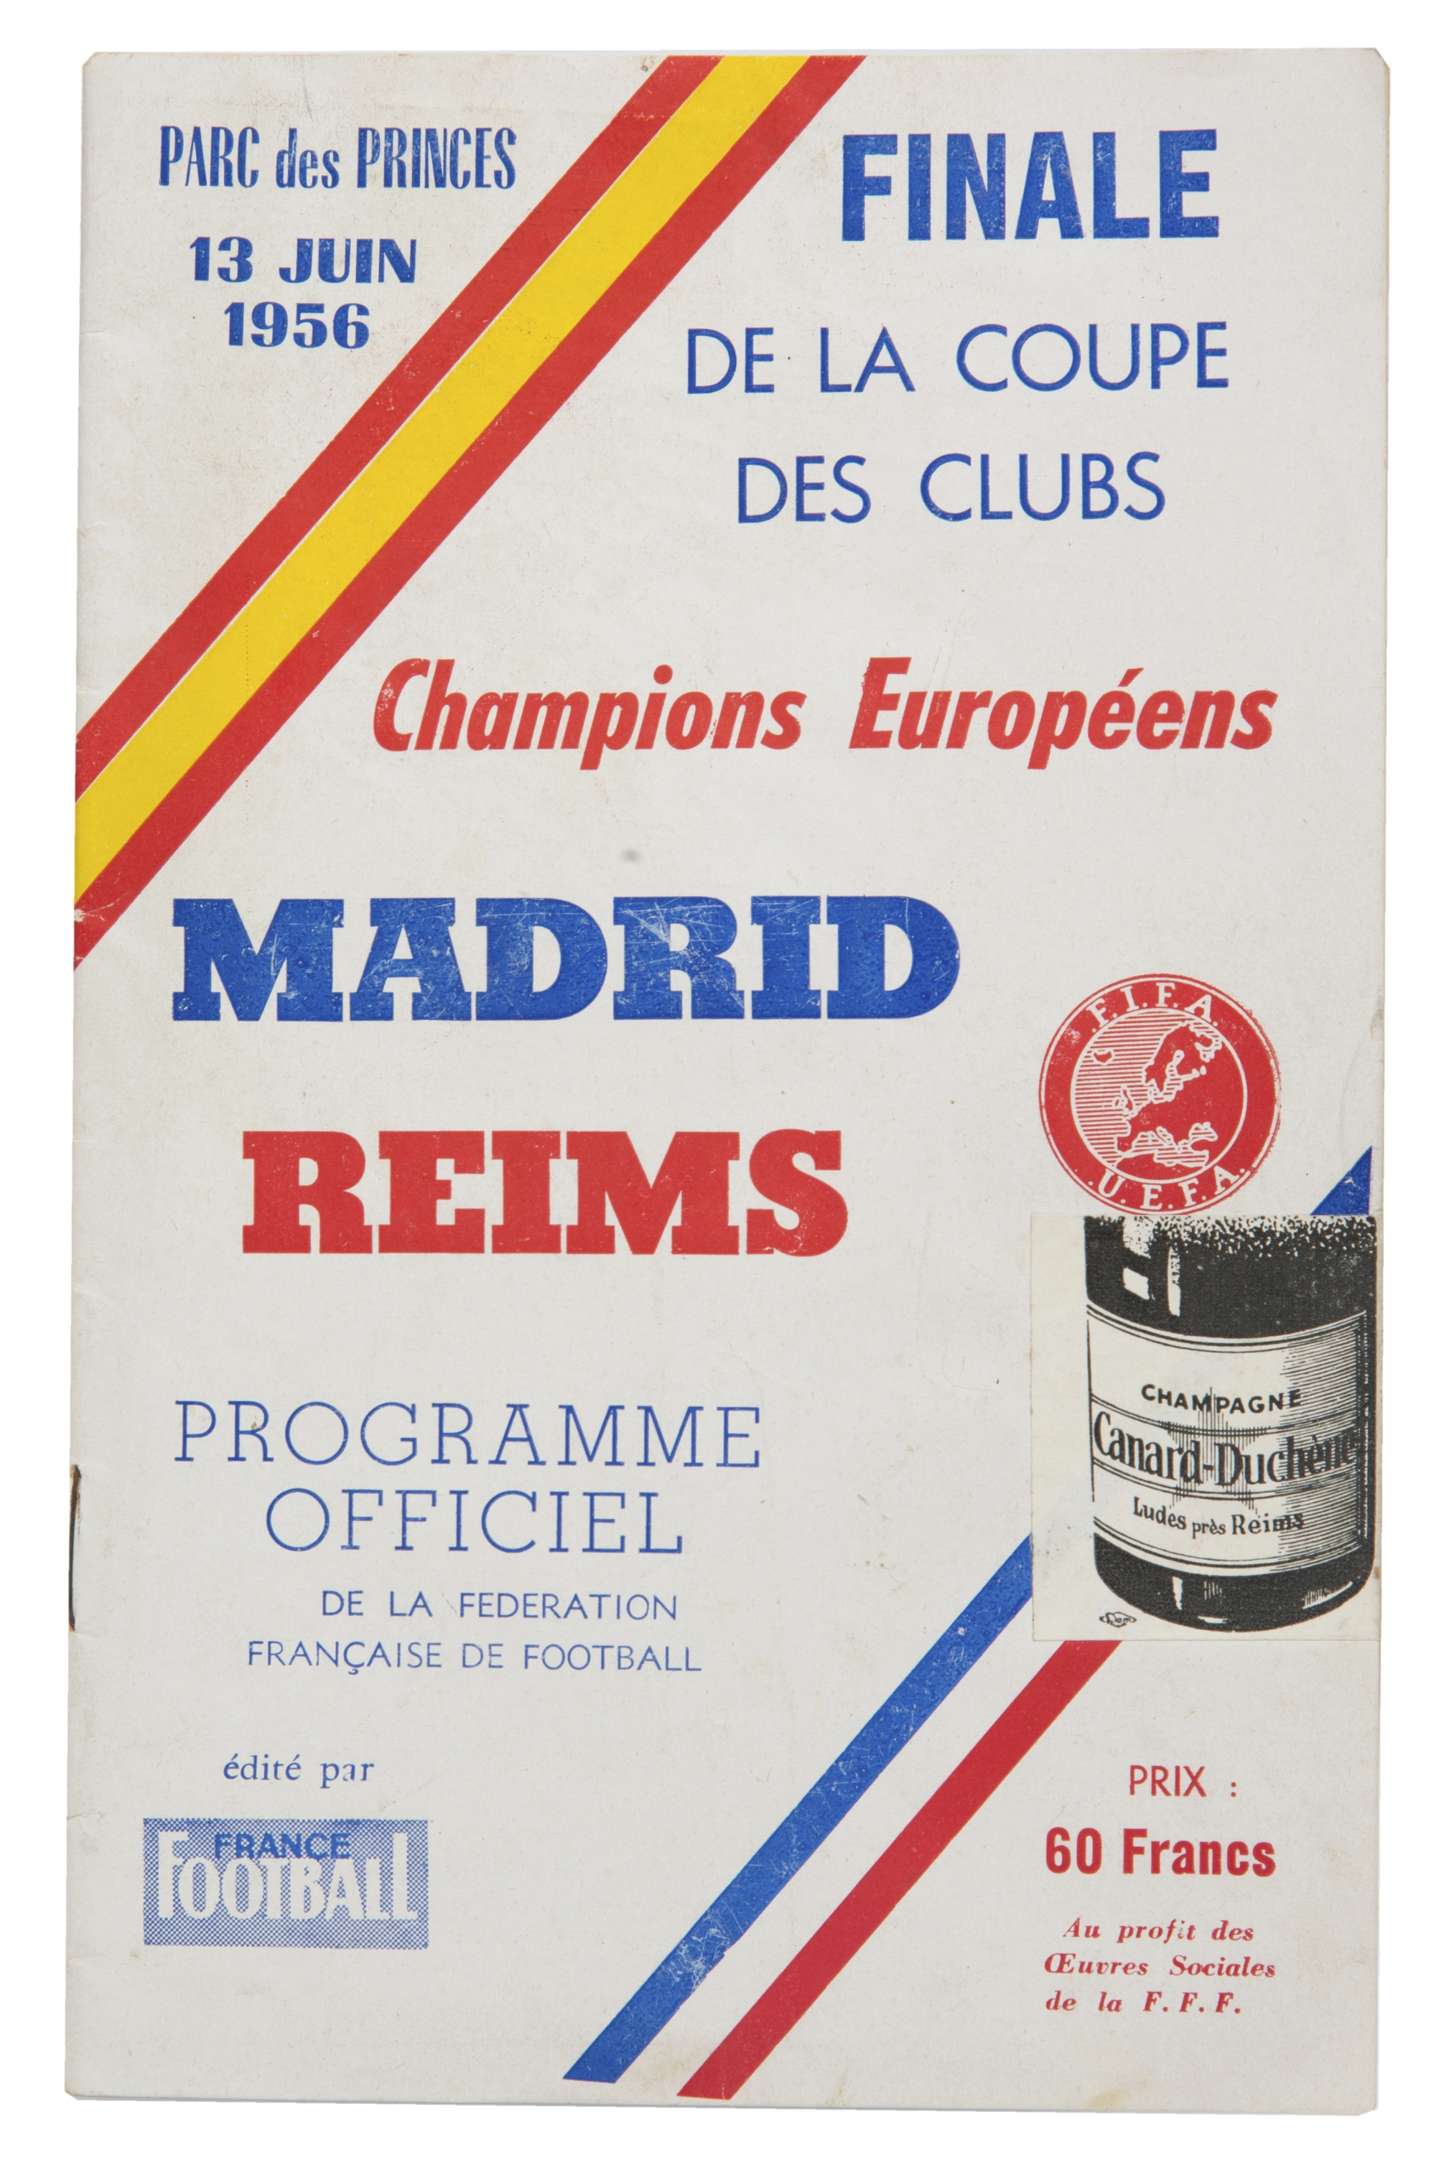 PARC des PRINCES
13 JUIN
1956
FINALE
DE LA COUPE
DES CLUBS
Champions Européens
MADRID
REIMS
F.I.F.A.
U.E.F.A.
CHAMPAGNE
Canard-Duchêne
Ludes près Reims
PROGRAMME
OFFICIEL
DE LA FEDERATION
FRANÇAISE DE FOOTBALL
édité par
FRANCE
FOOTBALL
PRIX :
60 Francs
Au profit des
Œuvres Sociales
de la F. F. F.